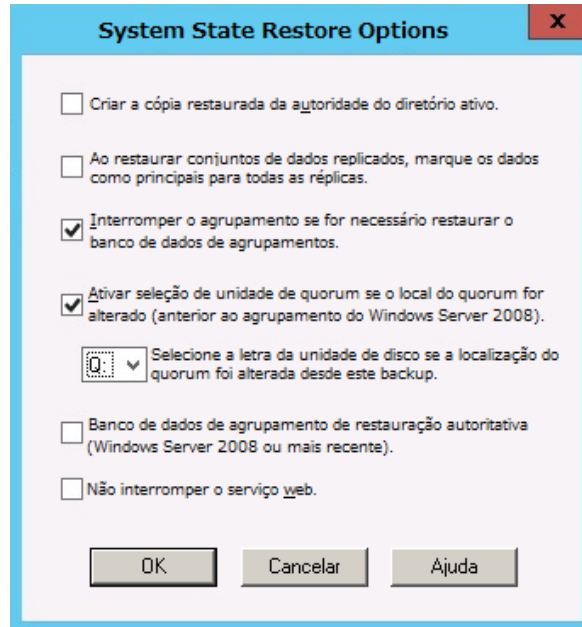 System State Restore Options
x
Criar a cópia restaurada da autoridade do diretório ativo.
Ao restaurar conjuntos de dados replicados, marque os dados
como principais para todas as réplicas.
Interromper o agrupamento se for necessário restaurar o
banco de dados de agrupamentos.
Ativar seleção de unidade de quorum se o local do quorum for
alterado (anterior ao agrupamento do Windows Server 2008).
Q:
Selecione a letra da unidade de disco se a localização do
quorum foi alterada desde este backup.
Banco de dados de agrupamento de restauração autoritativa
(Windows Server 2008 ou mais recente).
Não interromper o serviço web.
OK Cancelar Ajuda